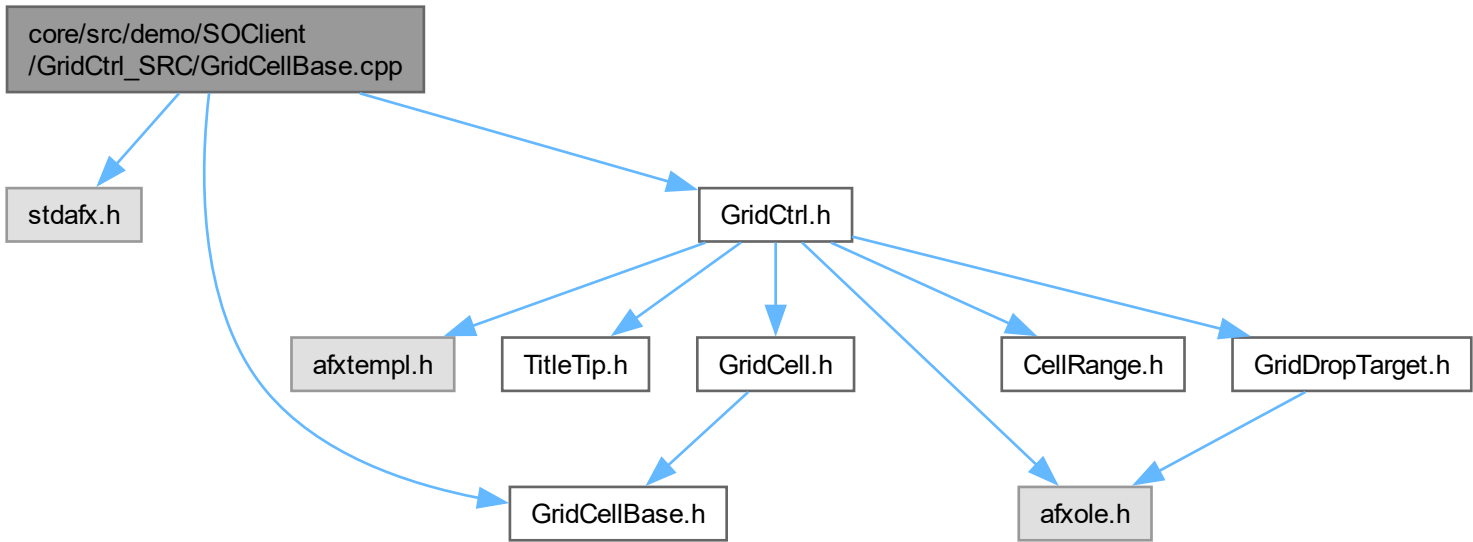 core/src/demo/SOClient
/GridCtrl_SRC/GridCellBase.cpp
stdafx.h
GridCtrl.h
afxtempl.h
TitleTip.h
GridCell.h
CellRange.h
GridDropTarget.h
GridCellBase.h
afxole.h